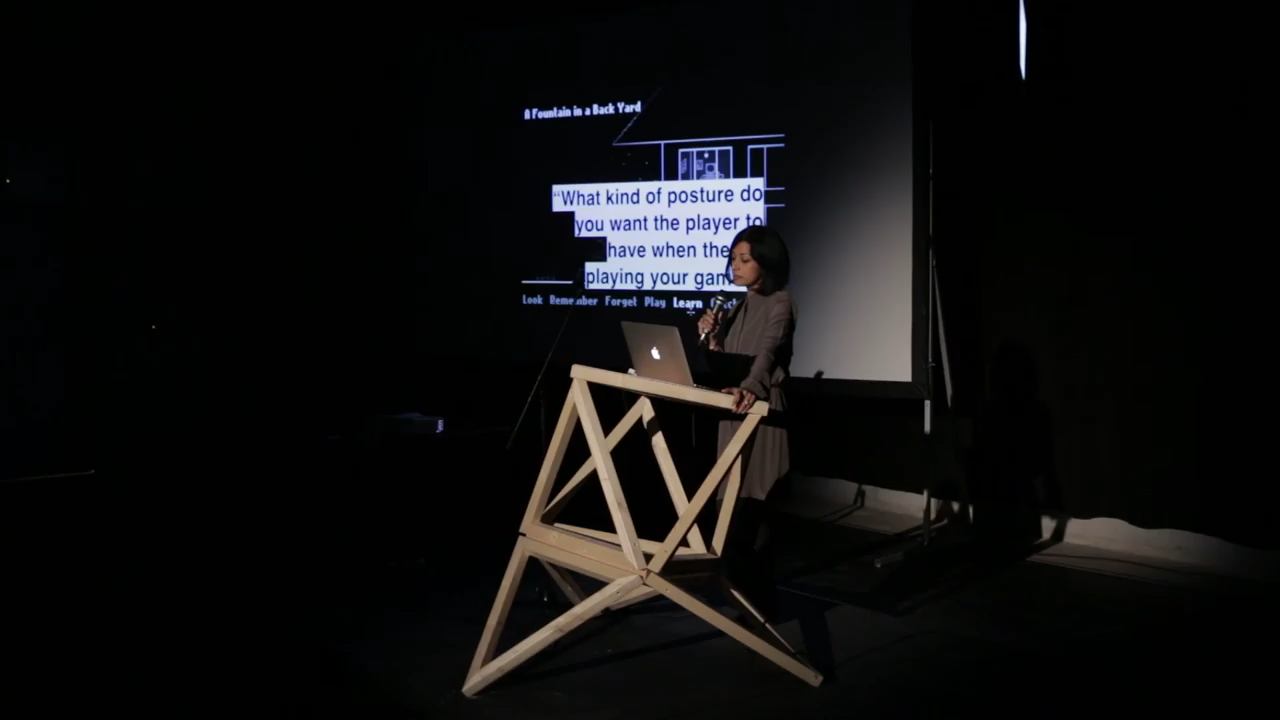 A Fountain in a Back Yard
“What kind of posture do
you want the player to
have when the
playing your gam
Look Remember Forget Play Learn